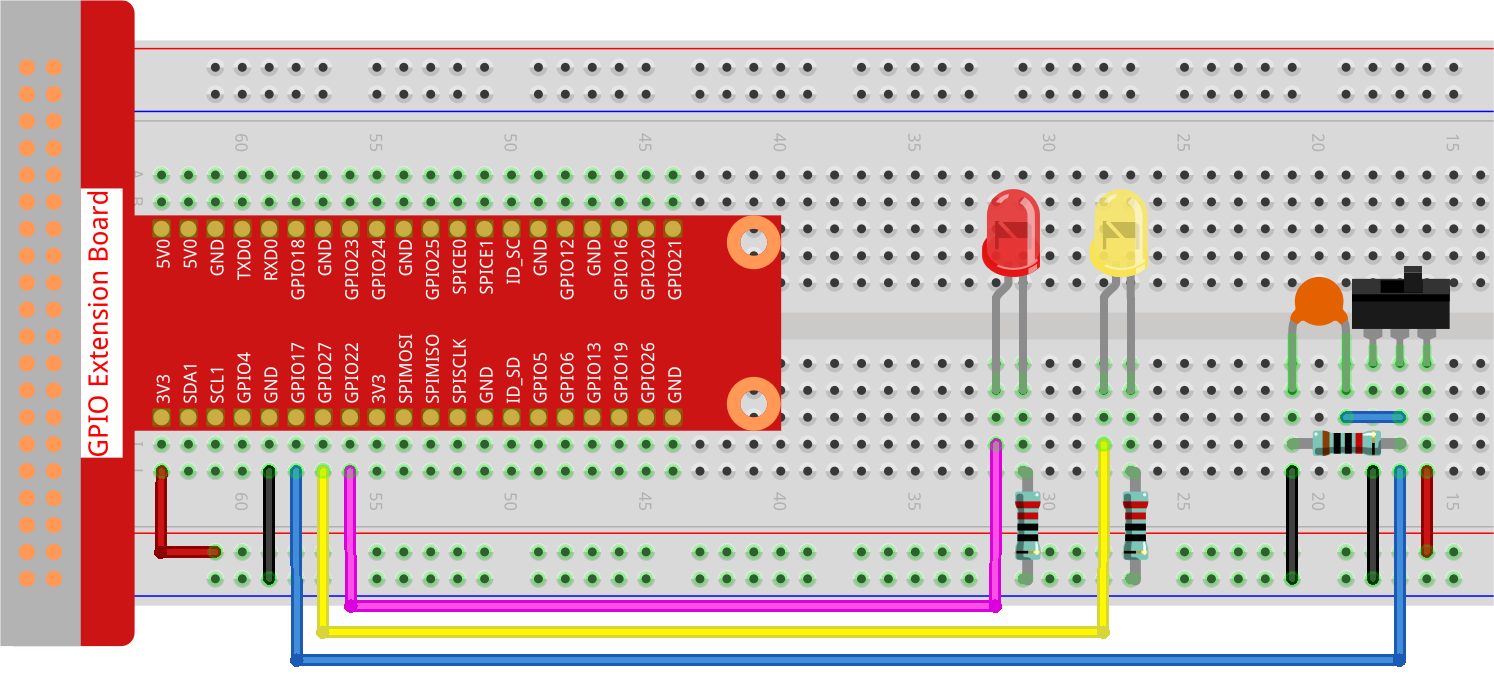 GPIO Extension Board
60 55 50 45 40 35 30 25 20 15
A
B
5V0
5V0
GND
TXD0
RXD0
GPIO18
GND
GPIO23
GPIO24
GND
GPIO25
SPICE0
SPICE1
ID_SC
GND
GPIO12
GND
GPIO16
GPIO20
GPIO21
3V3
SDA1
SCL1
GPIO4
GND
GPIO17
GPIO27
GPIO22
3V3
SPIMOSI
SPIMISO
SPISCLK
GND
ID_SD
GPIO5
GPIO6
GPIO13
GPIO19
GPIO26
GND
60 55 50 45 40 35 30 25 20 15